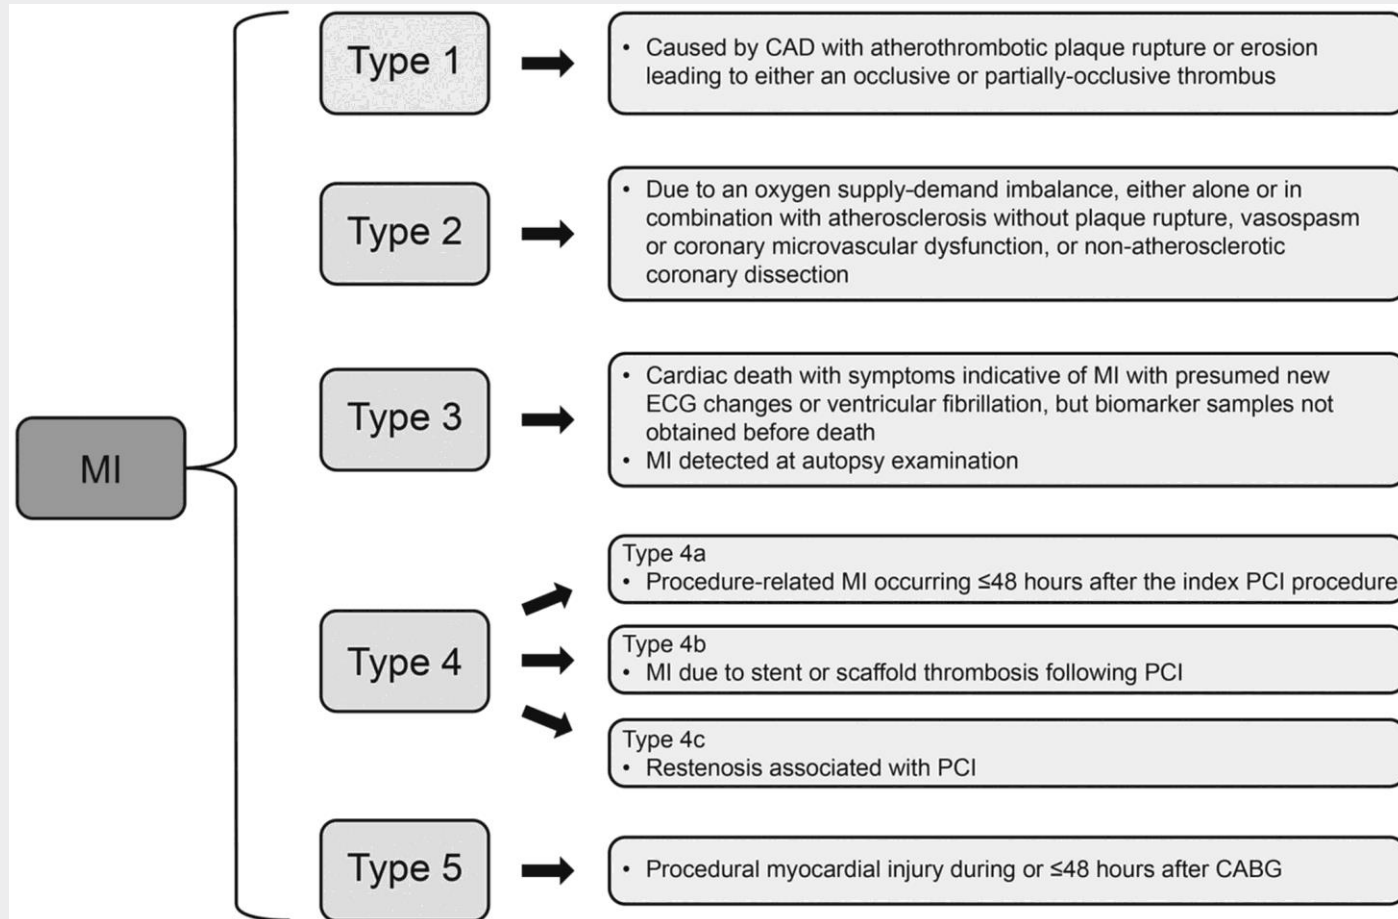 Type 1
• Caused by CAD with atherothrombotic plaque rupture or erosion
leading to either an occlusive or partially-occlusive thrombus
Type 2
• Due to an oxygen supply-demand imbalance, either alone or in
combination with atherosclerosis without plaque rupture, vasospasm
or coronary microvascular dysfunction, or non-atherosclerotic
coronary dissection
MI
Type 3
• Cardiac death with symptoms indicative of MI with presumed new
ECG changes or ventricular fibrillation, but biomarker samples not
obtained before death
• MI detected at autopsy examination
Type 4
Type 4a
• Procedure-related MI occurring ≤48 hours after the index PCI procedure
Type 4b
• MI due to stent or scaffold thrombosis following PCI
Type 4c
• Restenosis associated with PCI
Type 5
• Procedural myocardial injury during or ≤48 hours after CABG